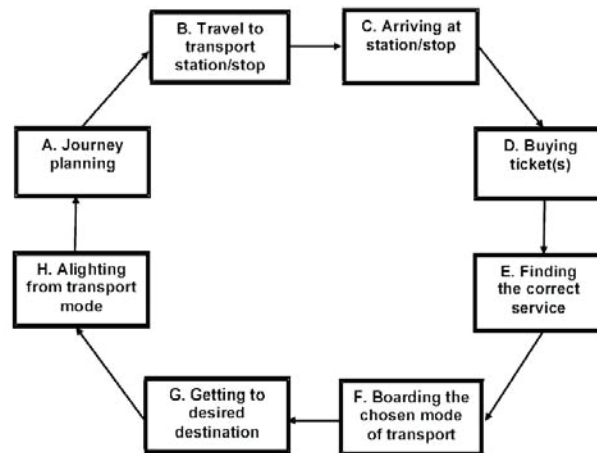 A. Journey
planning
B. Travel to
transport
station/stop
C. Arriving at
station/stop
D. Buying
ticket(s)
E. Finding
the correct
service
F. Boarding the
chosen mode
of transport
G. Getting to
desired
destination
H. Alighting
from transport
mode